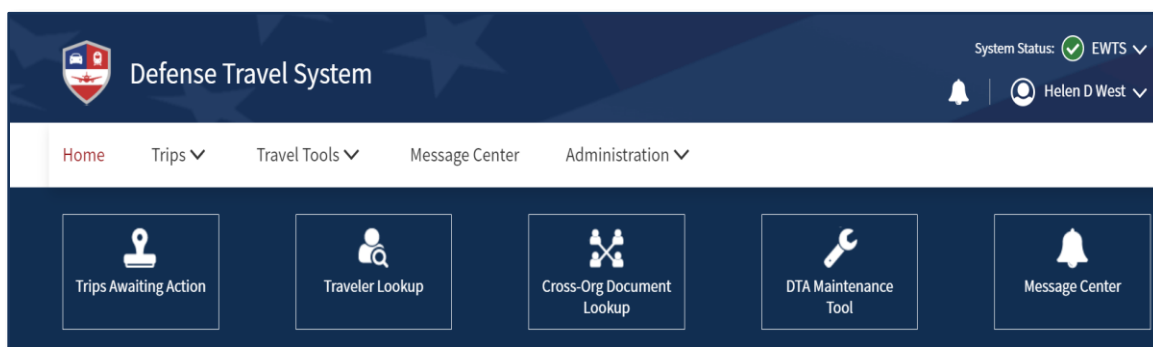 System Status: EWTS
Defense Travel System
Helen D West
Home Trips Travel Tools Message Center Administration
Trips Awaiting Action Traveler Lookup Cross-Org Document DTA Maintenance Message Center
Lookup Tool